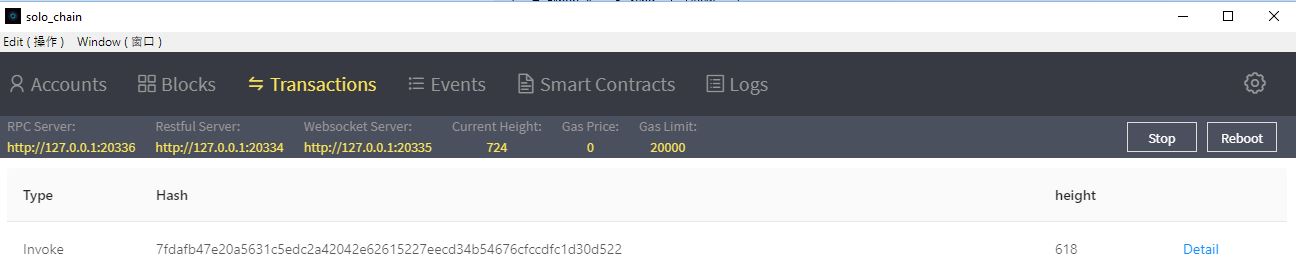 solo_chain
Edit ( 操作 ) Window ( 窗口 )
Accounts Blocks Transactions Events Smart Contracts Logs
RPC Server: Restful Server: Websocket Server: Current Height: Gas Price: Gas Limit:
http://127.0.0.1:20336 http://127.0.0.1:20334 http://127.0.0.1:20335 724 0 20000 Stop Reboot
Type Hash height
Invoke 7fdafb47e20a5631c5edc2a42042e62615227eecd34b54676cfccdfc1d30d522 618 Detail